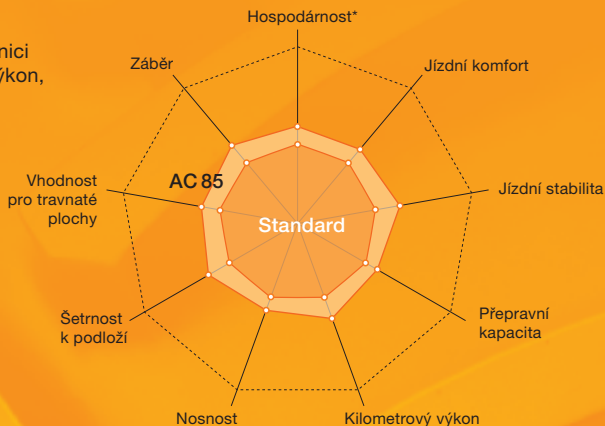 nici
Hospodárnost*
Záběr
Jízdní komfort
Vhodnost
pro travnaté
plochy
AC 85
Jízdní stabilita
Standard
Šetrnost
k podloží
Přepravní
kapacita
Nosnost
Kilometrový výkon